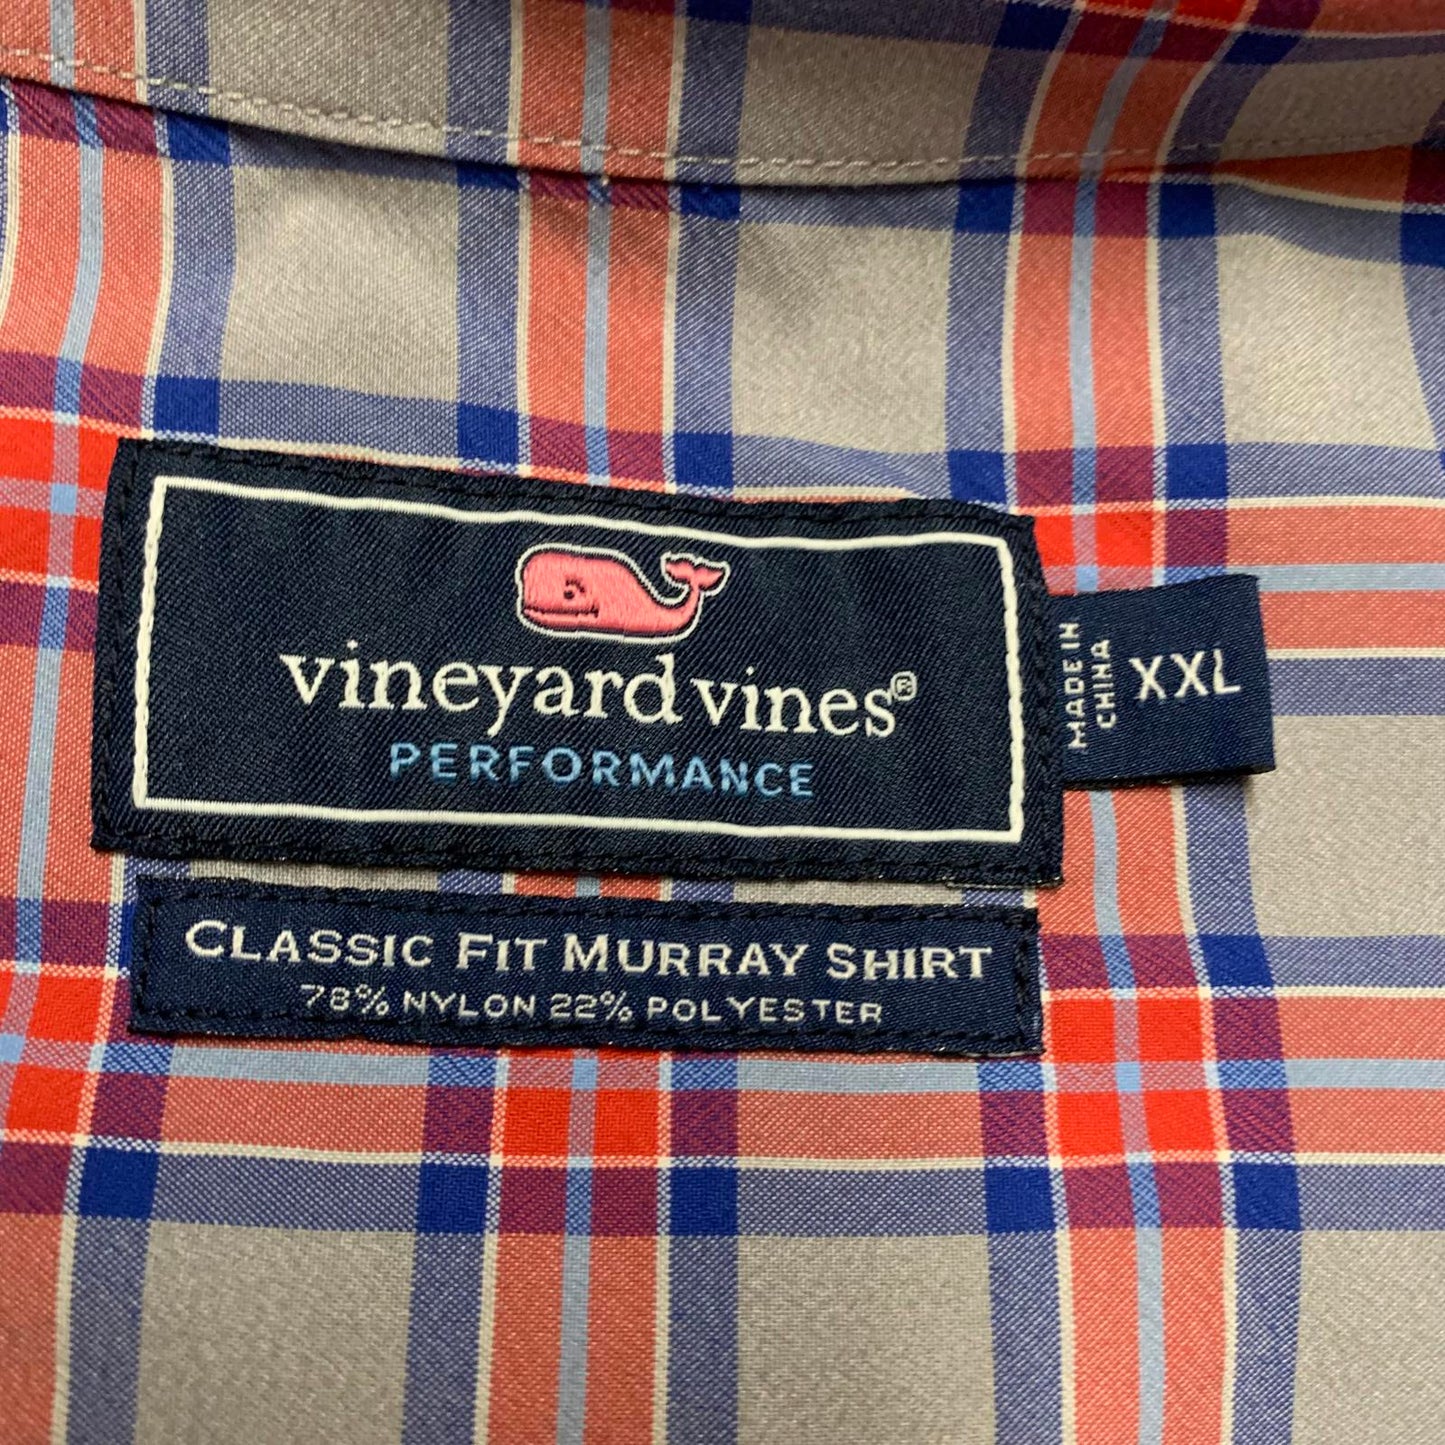 vineyard vines®
PERFORMANCE
MADE IN
CHINA
XXL
CLASSIC FIT MURRAY SHIRT
78% NYLON 22% POLYESTER